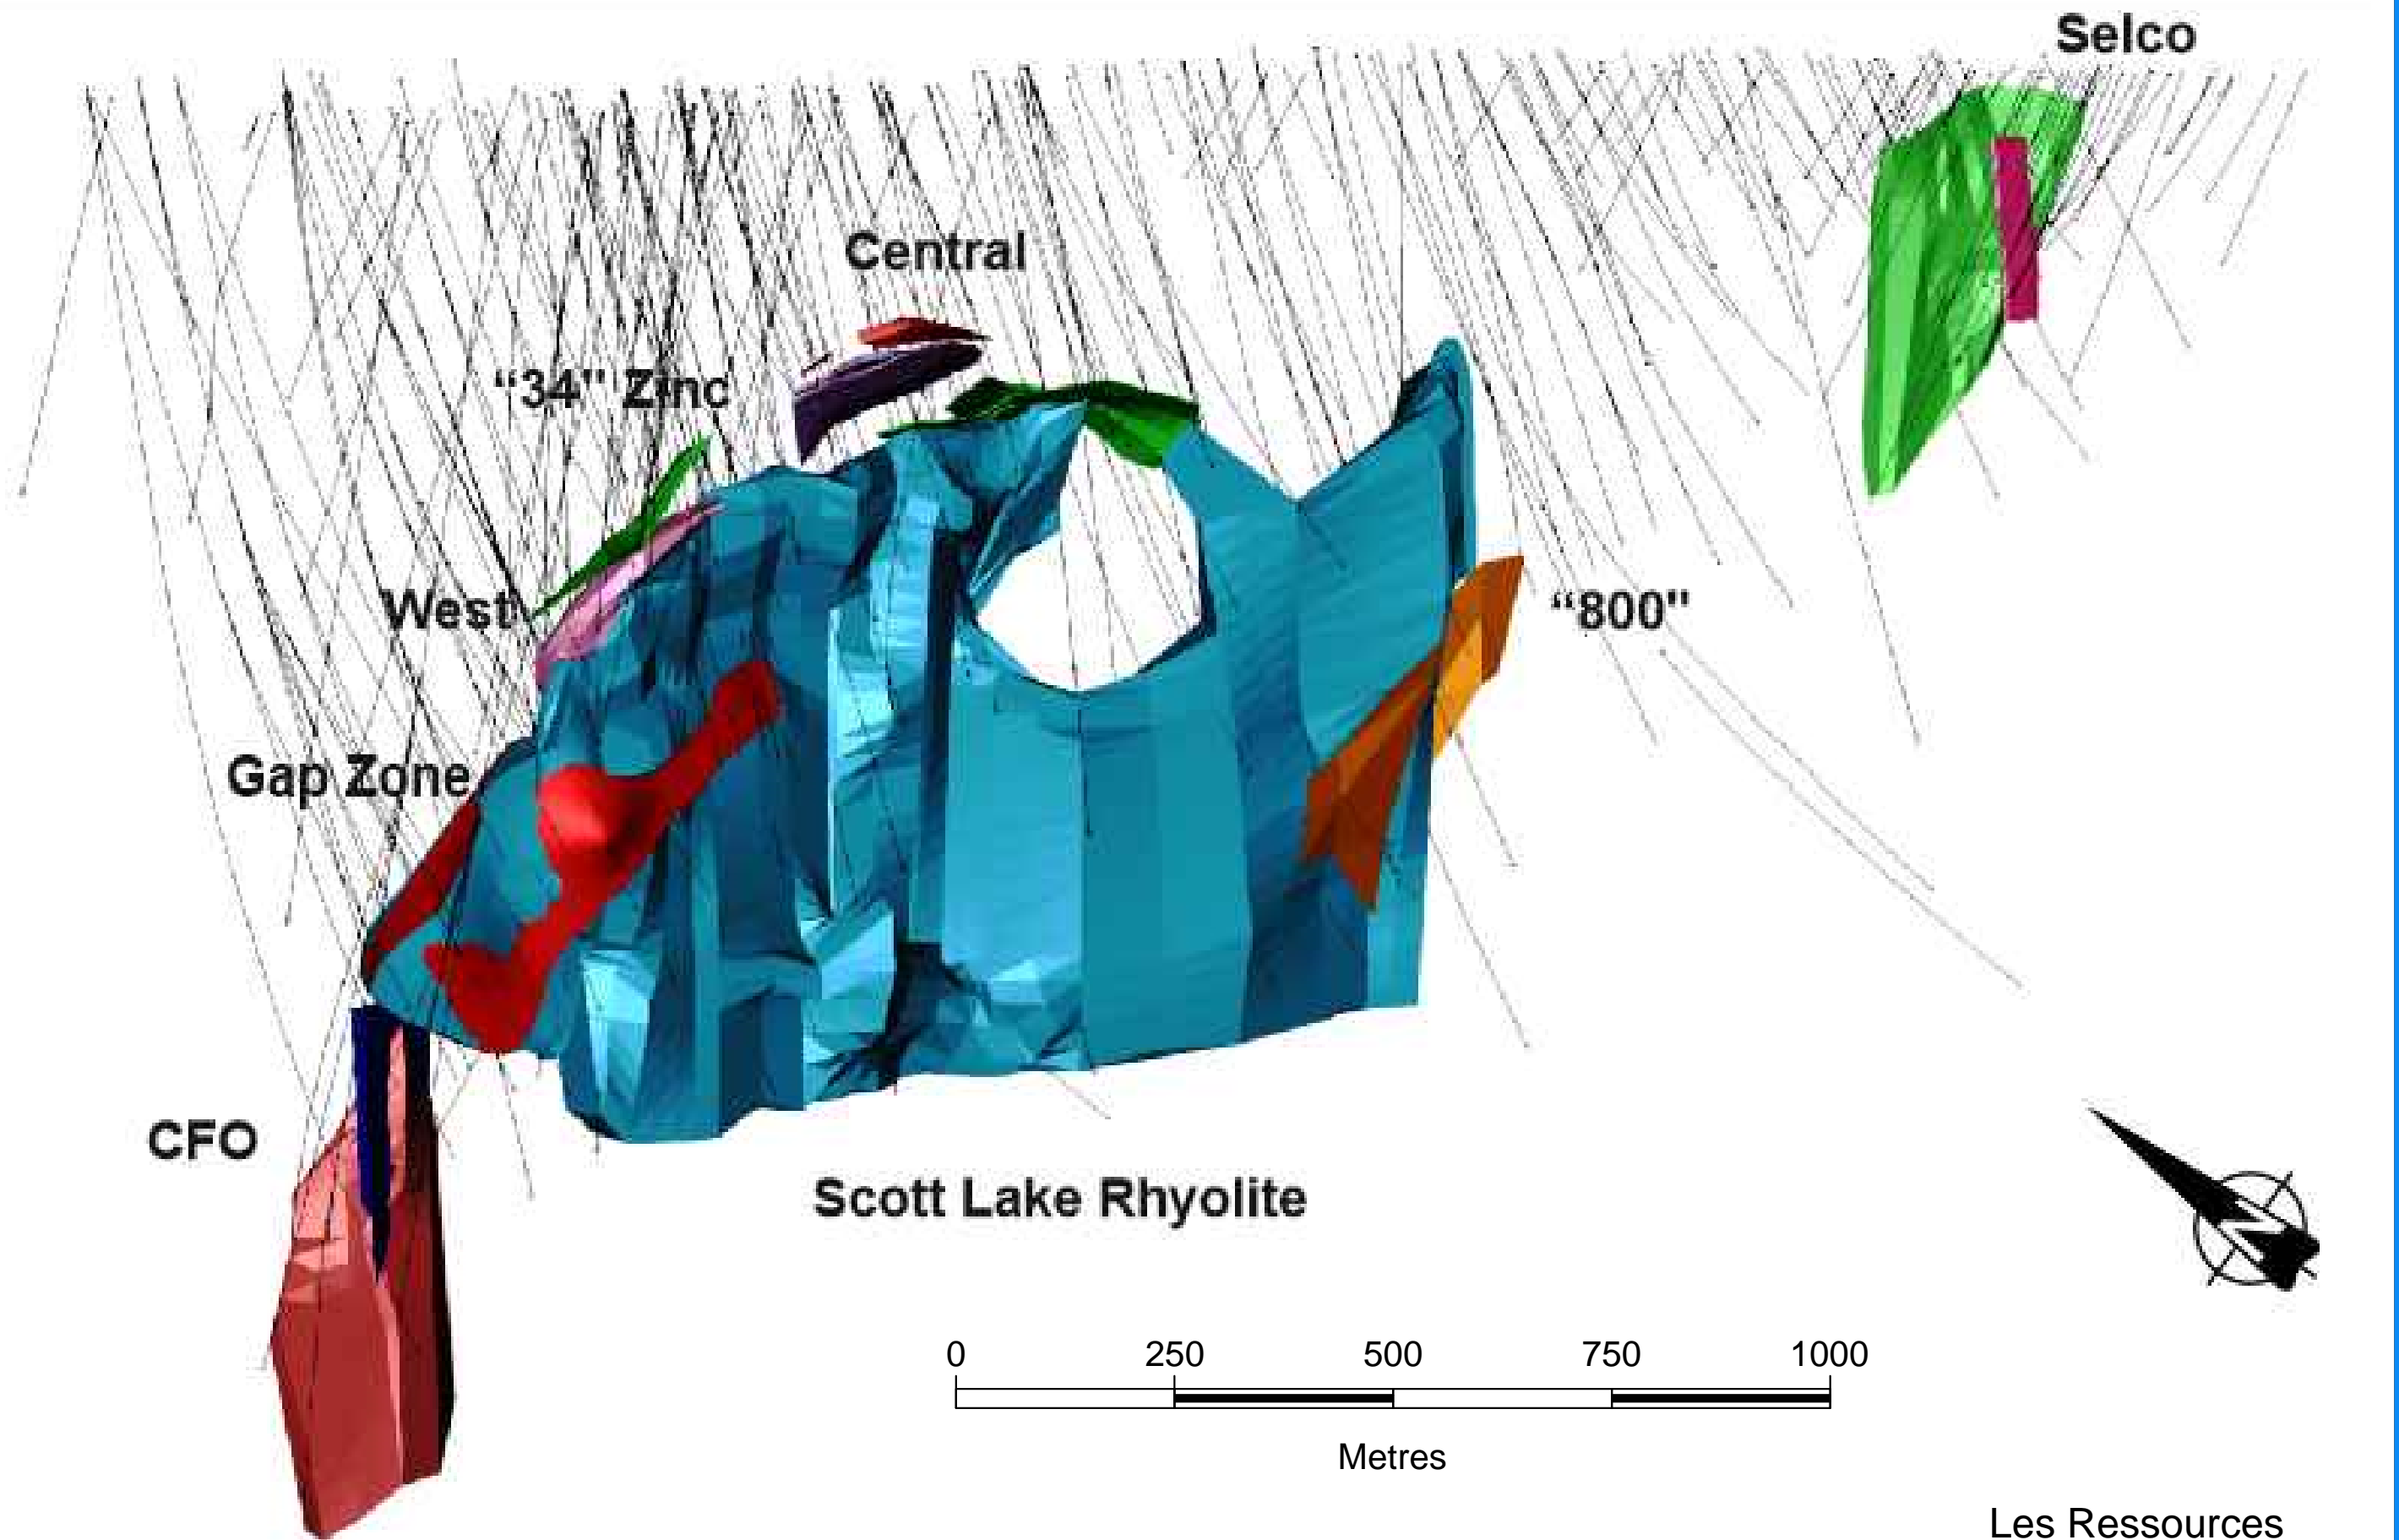 Selco
Central
“34" Zinc
West
“800"
Gap Zone
CFO
Scott Lake Rhyolite
0 250 500 750 1000
Metres
Les Ressources